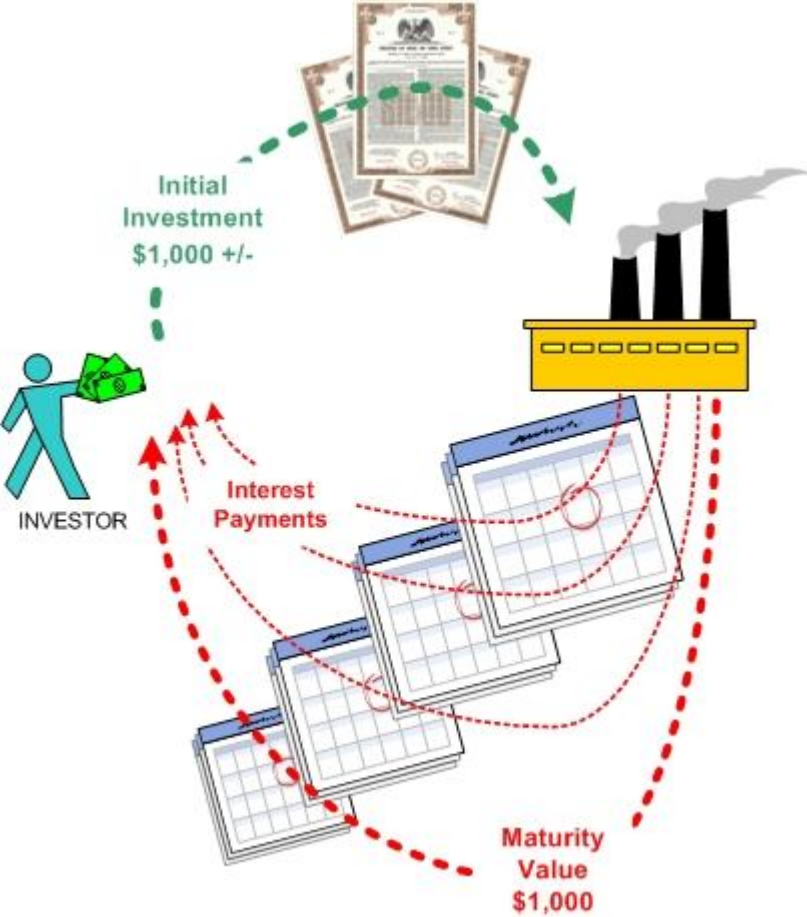 Initial
Investment
$1,000 +/-
INVESTOR
Interest
Payments
Maturity
Value
$1,000